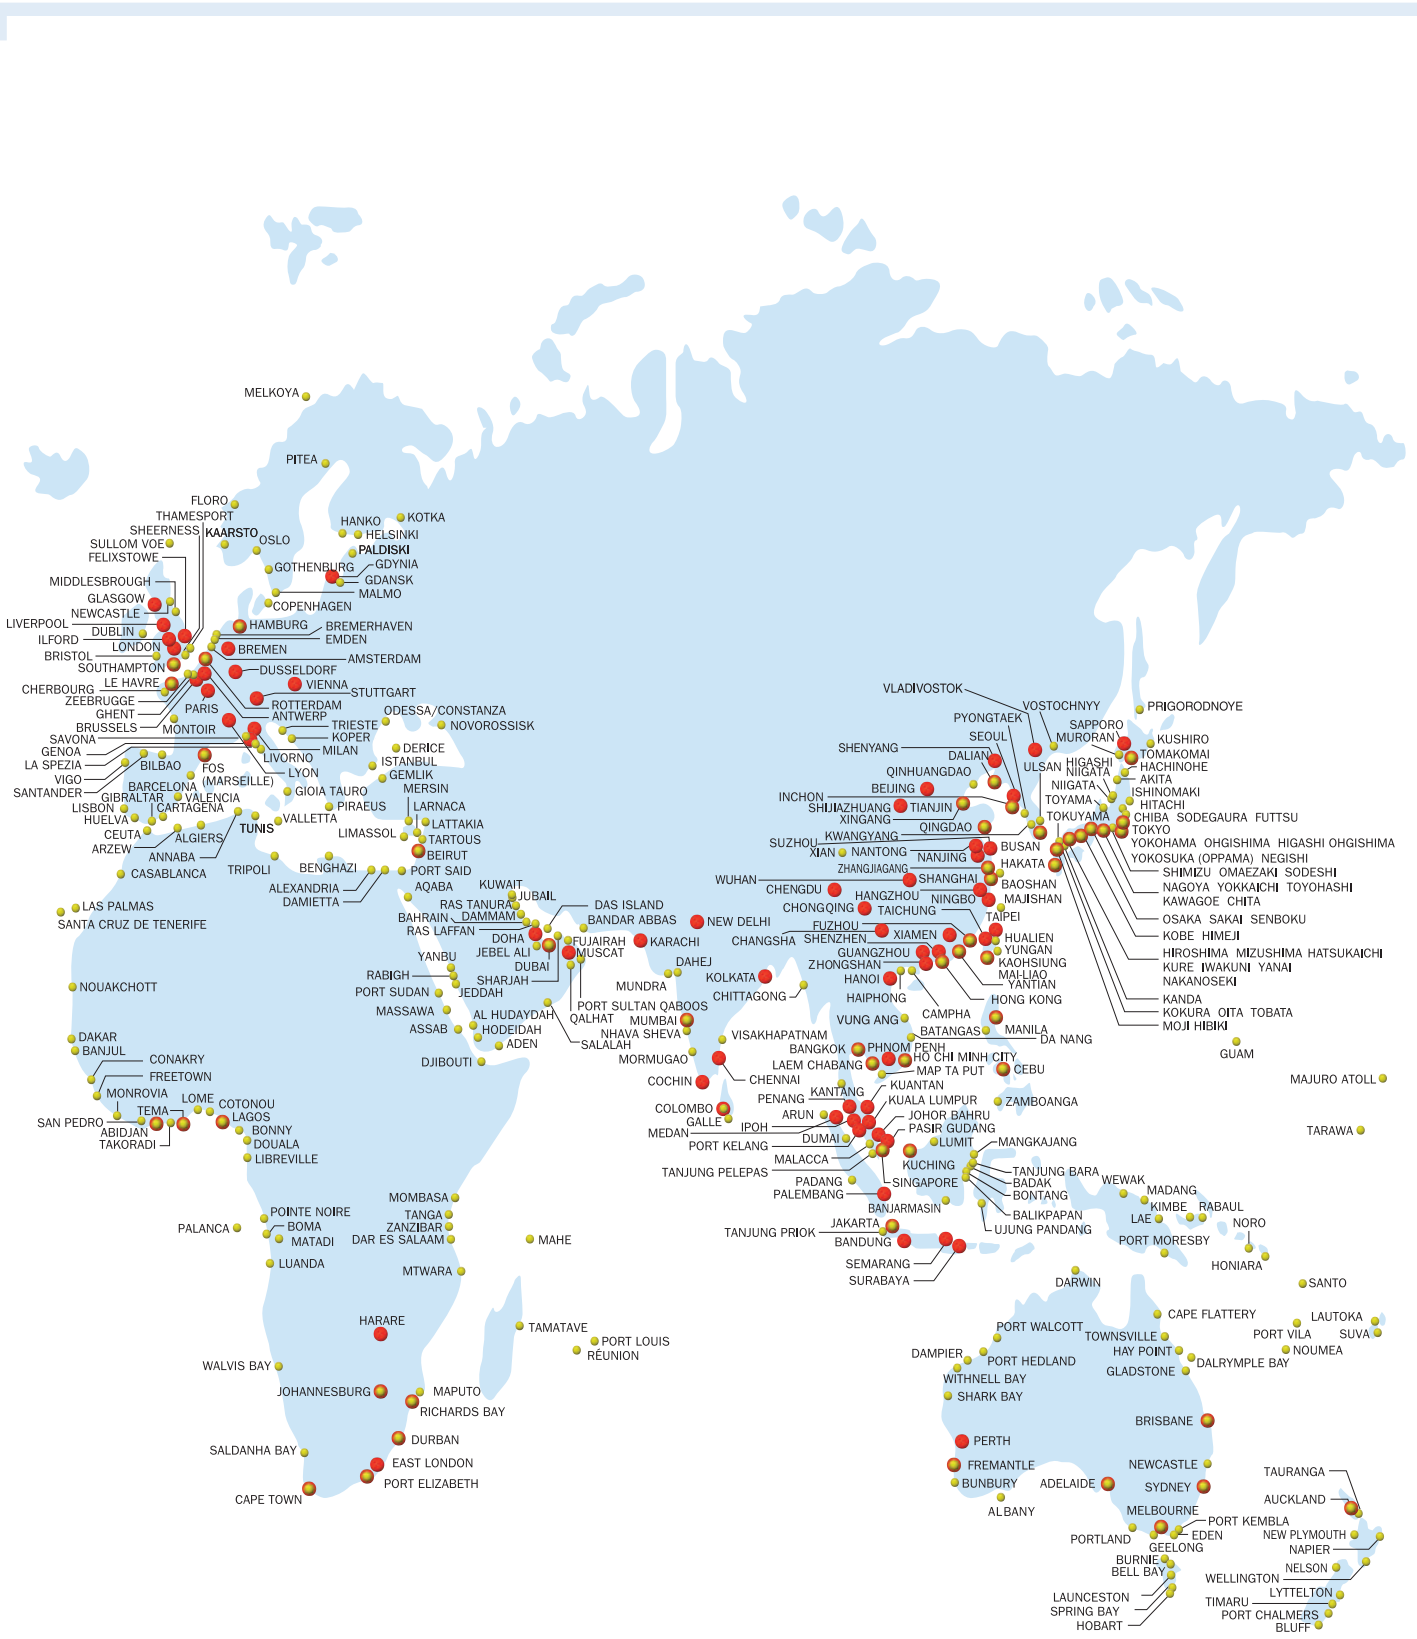 MELKOYA
PITEA
FLORO
THAMESPORT
SHEERNESS
KAARSTO
OSLO
SULLOM VOE
FELIXSTOWE
HANKO
KOTKA
HELSINKI
PALDISKI
GOTHENBURG
GDYNIA
GDANSK
MALMO
COPENHAGEN
MIDDLESBROUGH
GLASGOW
NEWCASTLE
LIVERPOOL
DUBLIN
ILFORD
LONDON
BRISTOL
SOUTHAMPTON
LE HAVRE
CHERBOURG
ZEEBRUGGE
GHENT
BRUSSELS
HAMBURG
BREMERHAVEN
EMDEN
BREMEN
AMSTERDAM
DUSSELDORF
VIENNA
STUTTGART
ROTTERDAM
ANTWERP
PARIS
MONTOIR
SAVONA
GENOA
LA SPEZIA
VIGO
SANTANDER
BILBAO
TRIESTE
KOPER
MILAN
LIVORNO
LYON
FOS
(MARSEILLE)
ODESSA/CONSTANZA
NOVOROSSISK
DERICE
ISTANBUL
GEMLIK
MERSIN
BARCELONA
GIBRALTAR
VALENCIA
LISBON
CARTAGENA
HUELVA
CEUTA
ALGIERS
ARZEW
ANNABA
TUNIS
VALLETTA
GIOIA TAURO
PIRAEUS
LARNACA
LATTAKIA
LIMASSOL
TARTOUS
BEIRUT
CASABLANCA
TRIPOLI
BENGHAZI
PORT SAID
ALEXANDRIA
DAMIETTA
AQABA
LAS PALMAS
SANTA CRUZ DE TENERIFE
KUWAIT
JUBAIL
RAS TANURA
DAMMAM
BAHRAIN
RAS LAFFAN
DOHA
JEBEL ALI
DUBAI
SHARJAH
DAS ISLAND
BANDAR ABBAS
FUJAIRAH
MUSCAT
KARACHI
NEW DELHI
YANBU
RABIGH
JEDDAH
PORT SUDAN
MASSAWA
ASSAB
AL HUDAYDAH
HODEIDAH
ADEN
DJIBOUTI
PORT SULTAN QABOOS
QALHAT
SALALAH
DAHEJ
MUNDRA
KOLKATA
CHITTAGONG
MUMBAI
NHAVA SHEVA
MORMUGAO
VISAKHAPATNAM
COCHIN
CHENNAI
COLOMBO
GALLE
NOUAKCHOTT
DAKAR
BANJUL
CONAKRY
FREETOWN
MONROVIA
SAN PEDRO
ABIDJAN
TEMA
TAKORADI
LOME
COTONOU
LAGOS
BONNY
DOUALA
LIBREVILLE
POINTE NOIRE
PALANCA
BOMA
MATADI
LUANDA
MOMBASA
TANGA
ZANZIBAR
DAR ES SALAAM
MTWARA
MAHE
HARARE
TAMATAVE
PORT LOUIS
RÉUNION
WALVIS BAY
JOHANNESBURG
MAPUTO
RICHARDS BAY
DURBAN
SALDANHA BAY
EAST LONDON
PORT ELIZABETH
CAPE TOWN
VLADIVOSTOK
VOSTOCHNYY
PRIGORODNOYE
PYONGTAEK
SEOUL
SAPPORO
MURORAN
KUSHIRO
SHENYANG
DALIAN
ULSAN
HIGASHI
NIIGATA
TOMAKOMAI
HACHINOHE
QINHUANGDAO
AKITA
BEIJING
NIIGATA
ISHINOMAKI
INCHON
TOYAMA
HITACHI
SHIJIAZHUANG
TIANJIN
XINGANG
TOKUYAMA
CHIBA SODEGAURA FUTTSU
QINGDAO
TOKYO
KWANGYANG
SUZHOU
BUSAN
YOKOHAMA OHGISHIMA HIGASHI OHGISHIMA
XIAN
NANTONG
NANJING
HAKATA
YOKOSUKA (OPPAMA) NEGISHI
ZHANGJIAGANG
SHIMIZU OMAEZAKI SODESHI
WUHAN
SHANGHAI
BAOSHAN
NAGOYA YOKKAICHI TOYOHASHI
KAWAGOE CHITA
CHENGDU
HANGZHOU
NINGBO
MAJISHAN
CHONGQING
TAICHUNG
TAIPEI
OSAKA SAKAI SENBOKU
FUZHOU
KOBE HIMEJI
CHANGSHA
SHENZHEN
XIAMEN
HUALIEN
GUANGZHOU
YUNGAN
HIROSHIMA MIZUSHIMA HATSUKAICHI
KURE IWAKUNI YANAI
NAKANOSEKI
ZHONGSHAN
KAOHSIUNG
MAI-LIAO
HANOI
YANTIAN
KANDA
HAIPHONG
HONG KONG
CAMPHA
KOKURA OITA TOBATA
MOJI HIBIKI
VUNG ANG
BATANGAS
MANILA
DA NANG
GUAM
BANGKOK
PHNOM PENH
HO CHI MINH CITY
LAEM CHABANG
MAP TA PUT
CEBU
MAJURO ATOLL
KANTANG
KUANTAN
PENANG
KUALA LUMPUR
ZAMBOANGA
ARUN
JOHOR BAHRU
IPOH
PASIR GUDANG
MEDAN
DUMAI
LUMIT
MANGKAJANG
TARAWA
PORT KELANG
MALACCA
KUCHING
TANJUNG PELEPAS
TANJUNG BARA
PADANG
SINGAPORE
BADAK
PALEMBANG
BONTANG
BANJARMASIN
BALIKPAPAN
JAKARTA
UJUNG PANDANG
TANJUNG PRIOK
BANDUNG
SEMARANG
SURABAYA
WEWAK
MADANG
KIMBE
RABAUL
LAE
NORO
PORT MORESBY
HONIARA
DARWIN
SANTO
CAPE FLATTERY
LAUTOKA
PORT WALCOTT
TOWNSVILLE
PORT VILA
SUVA
DAMPIER
PORT HEDLAND
HAY POINT
NOUMEA
WITHNELL BAY
DALRYMPLE BAY
GLADSTONE
SHARK BAY
BRISBANE
PERTH
FREMANTLE
NEWCASTLE
BUNBURY
ADELAIDE
SYDNEY
TAURANGA
ALBANY
MELBOURNE
AUCKLAND
PORT KEMBLA
PORTLAND
EDEN
GEELONG
NEW PLYMOUTH
NAPIER
BURNIE
BELL BAY
NELSON
WELLINGTON
LAUNCESTON
LYTTELTON
SPRING BAY
TIMARU
HOBART
PORT CHALMERS
BLUFF